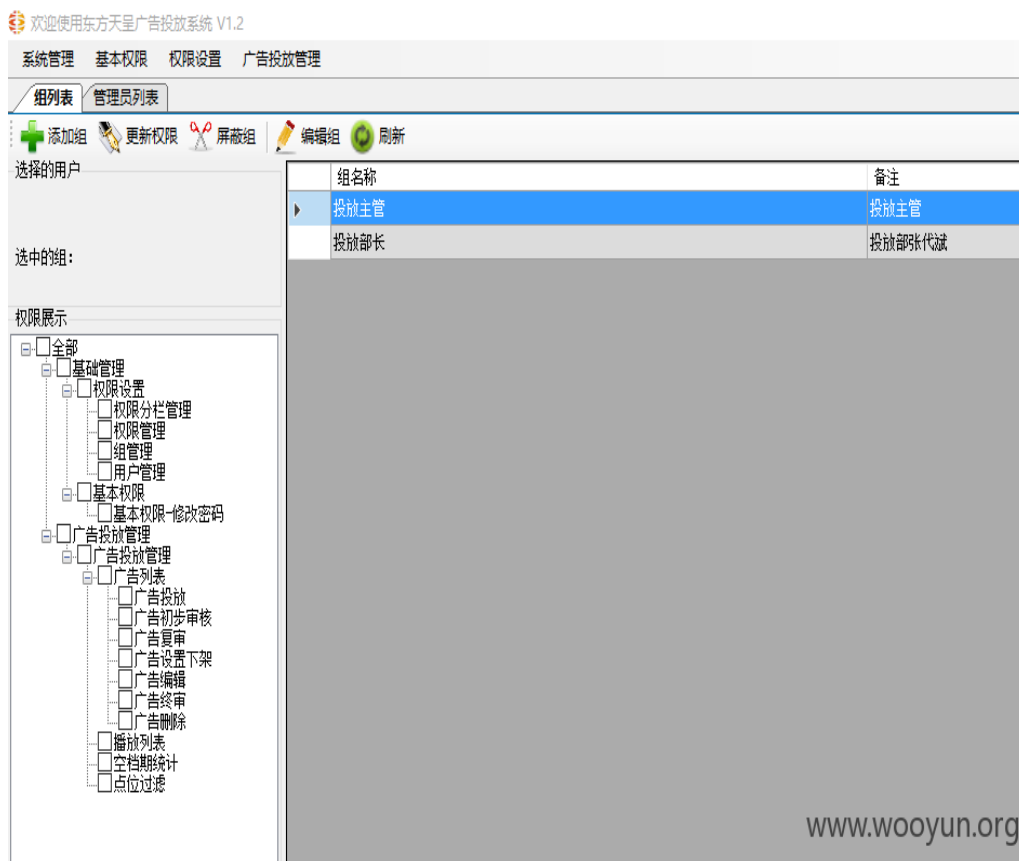 欢迎使用东方天呈广告投放系统 V1.2
系统管理 基本权限 权限设置 广告投放管理
组列表 管理员列表
添加组 更新权限 屏蔽组 编辑组 刷新
选择的用户
选中的组:
组名称 备注
投放主管 投放主管
投放部长 投放部张代斌
权限展示
全部
基础管理
权限设置
权限分栏管理
权限管理
组管理
用户管理
基本权限
基本权限-修改密码
广告投放管理
广告投放管理
广告列表
广告投放
广告初步审核
广告复审
广告设置下架
广告编辑
广告终审
广告删除
播放列表
空档期统计
点位过滤
www.wooyun.org